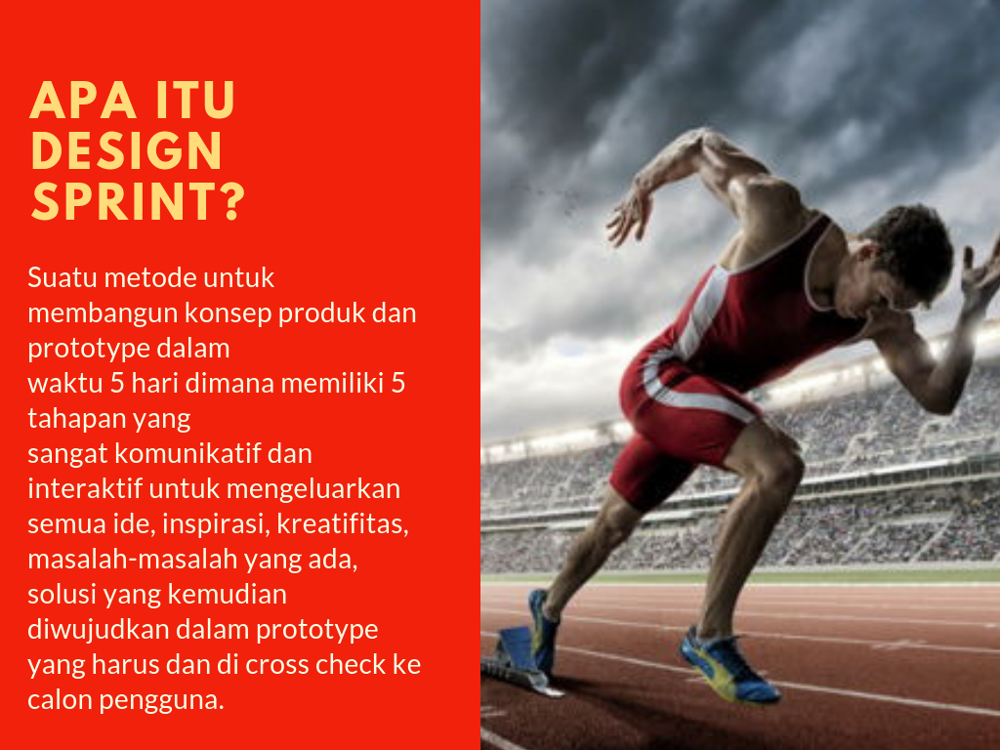 APA ITU
DESIGN
SPRINT?
Suatu metode untuk
membangun konsep produk dan
prototype dalam
waktu 5 hari dimana memiliki 5
tahapan yang
sangat komunikatif dan
interaktif untuk mengeluarkan
semua ide, inspirasi, kreatifitas,
masalah-masalah yang ada,
solusi yang kemudian
diwujudkan dalam prototype
yang harus dan di cross check ke
calon pengguna.